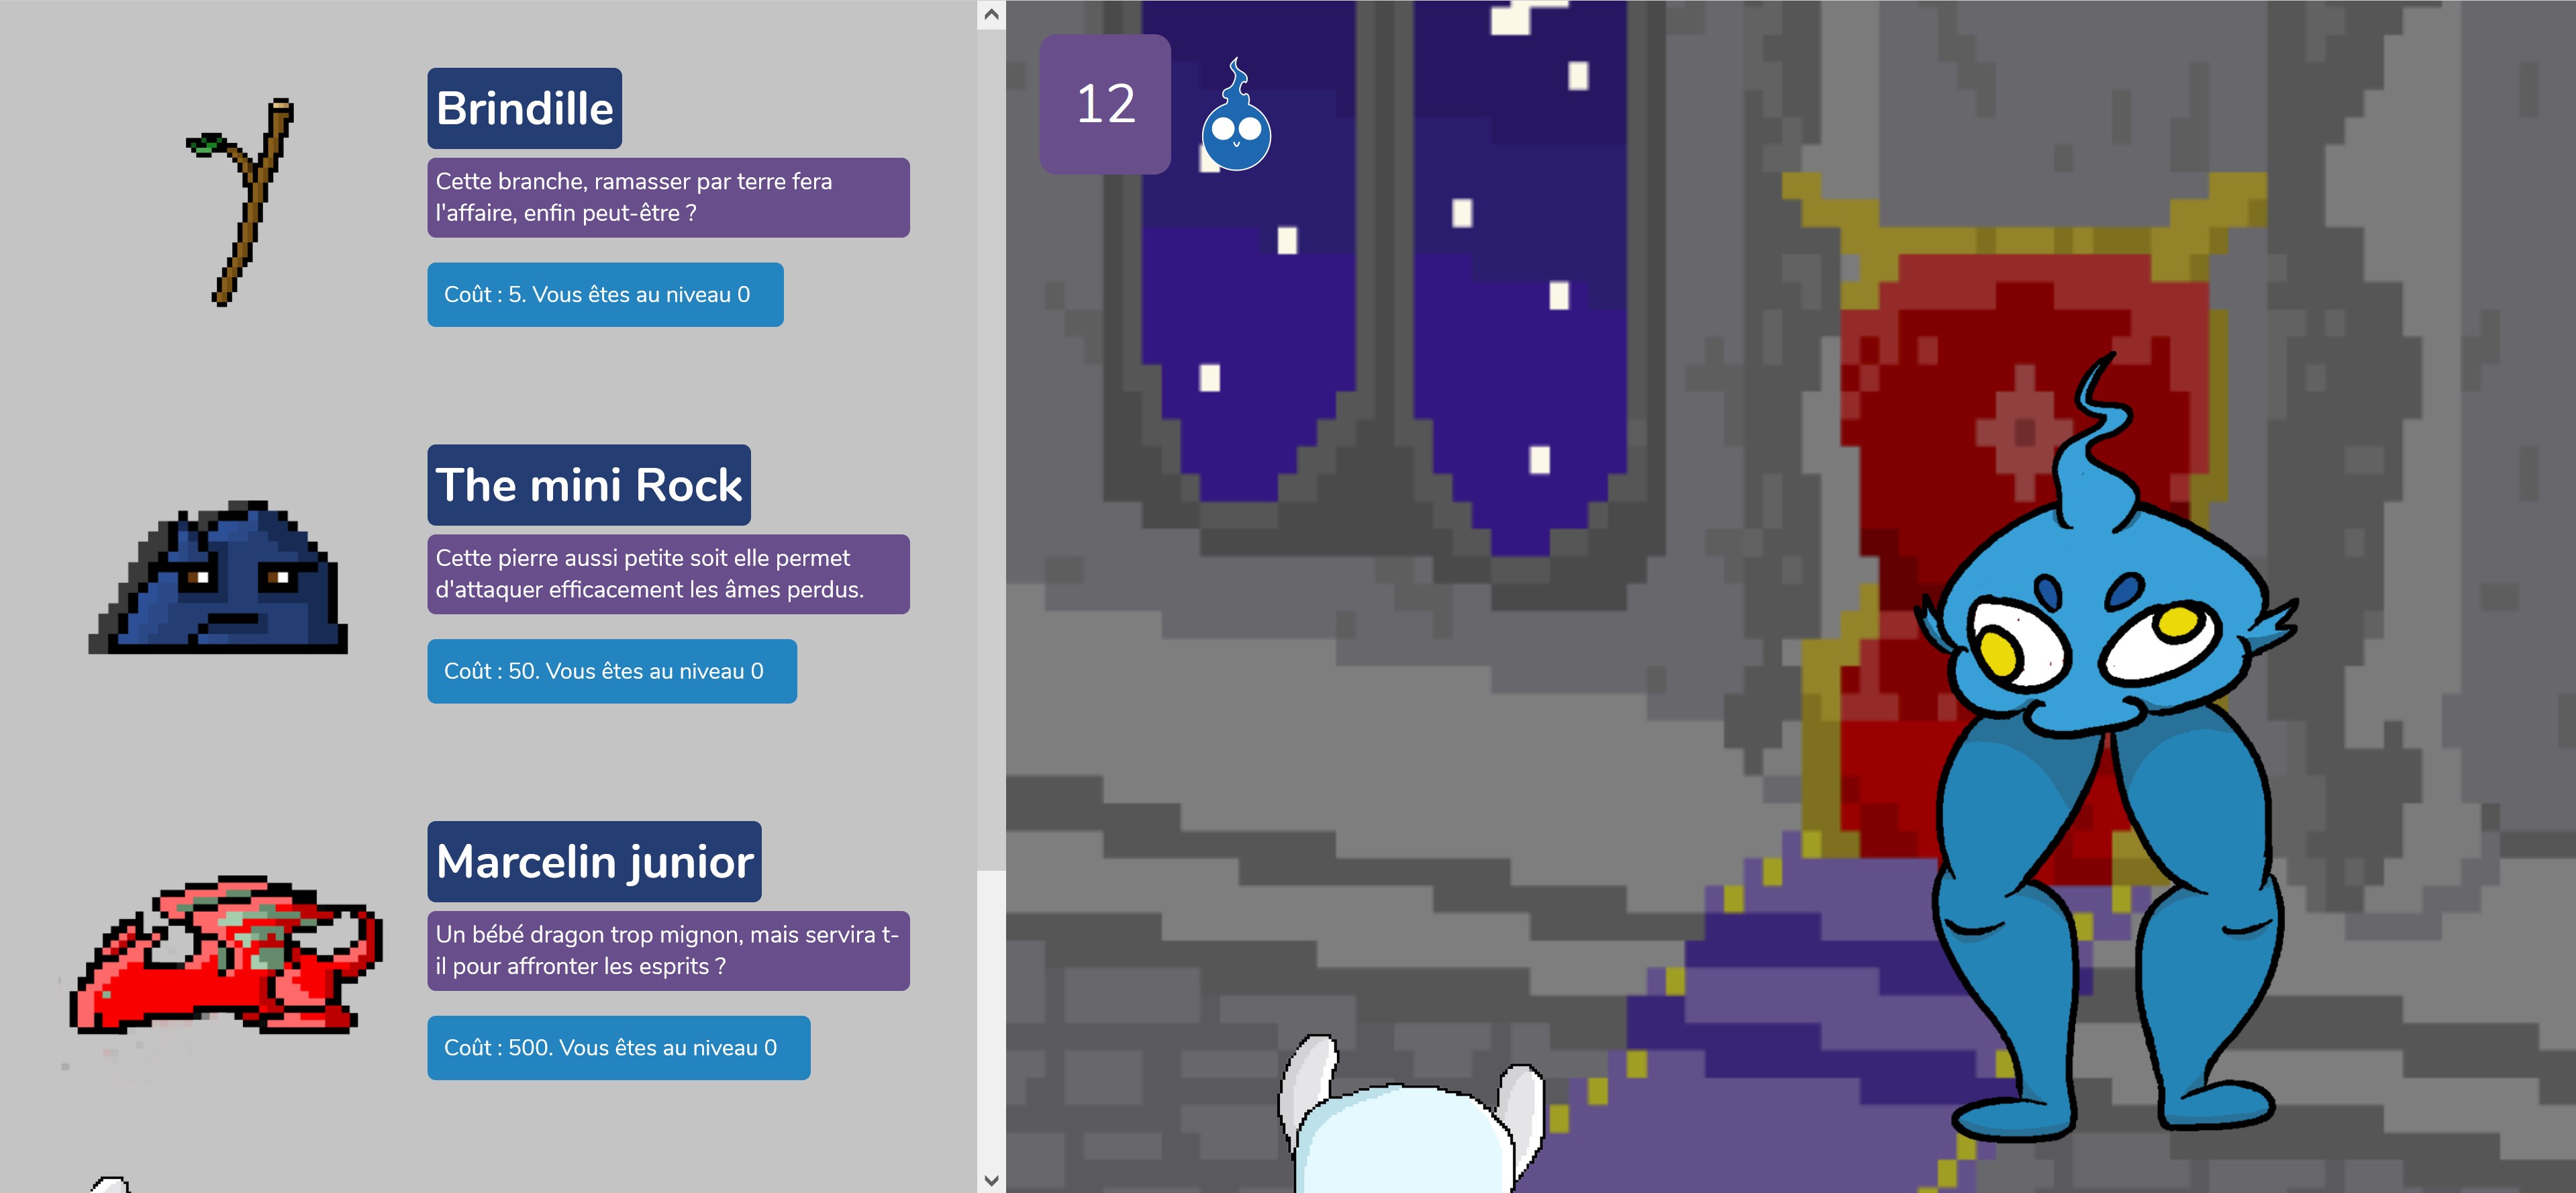 Brindille
Cette branche, ramasser par terre fera
l'affaire, enfin peut-être ?
Coût : 5. Vous êtes au niveau 0
The mini Rock
Cette pierre aussi petite soit elle permet
d'attaquer efficacement les âmes perdus.
Coût : 50. Vous êtes au niveau 0
Marcelin junior
Un bébé dragon trop mignon, mais servira t-
il pour affronter les esprits ?
Coût : 500. Vous êtes au niveau 0
12